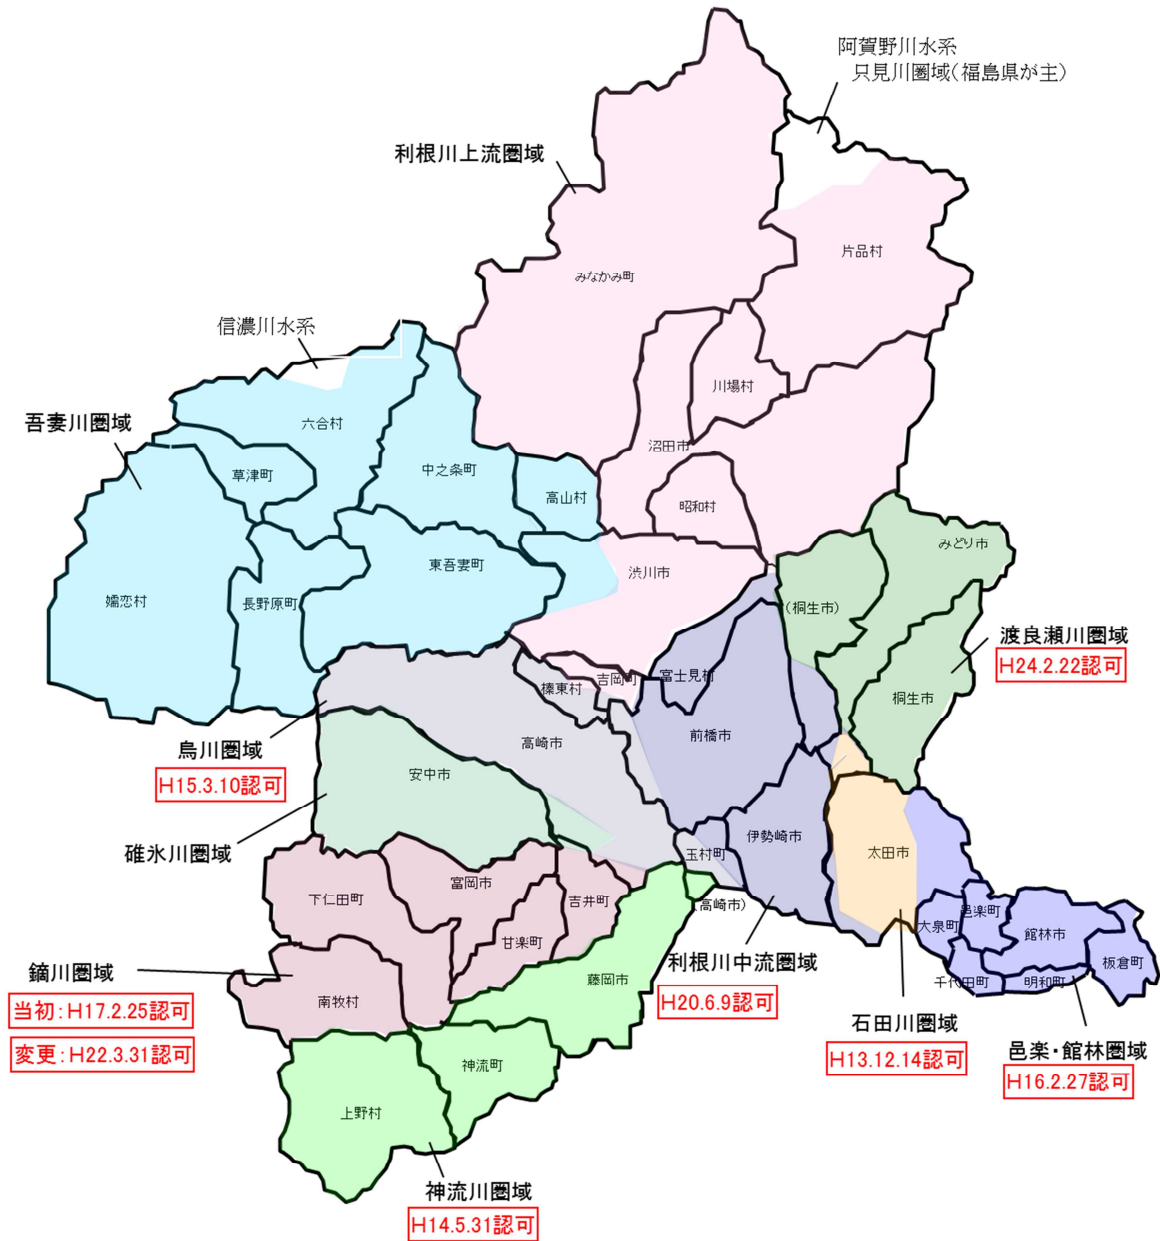 阿賀野川水系
只見川圏域(福島県が主)
利根川上流圏域
片品村
みなかみ町
信濃川水系
川場村
吾妻川圏域
六合村
沼田市
草津町
中之条町
高山村
昭和村
みどり市
東吾妻町
渋川市
嬬恋村
長野原町
(桐生市)
渡良瀬川圏域
H24.2.22認可
富士見村
吉岡町
榛東村
桐生市
前橋市
高崎市
烏川圏域
H15.3.10認可
安中市
伊勢崎市
碓氷川圏域
玉村町
太田市
富岡市
下仁田町
吉井町
(高崎市)
邑楽町
大泉町
館林市
甘楽町
利根川中流圏域
H20.6.9認可
板倉町
鏑川圏域
当初:H17.2.25認可
変更:H22.3.31認可
藤岡市
千代田町
明和町
南牧村
石田川圏域
H13.12.14認可
邑楽・館林圏域
H16.2.27認可
神流町
上野村
神流川圏域
H14.5.31認可